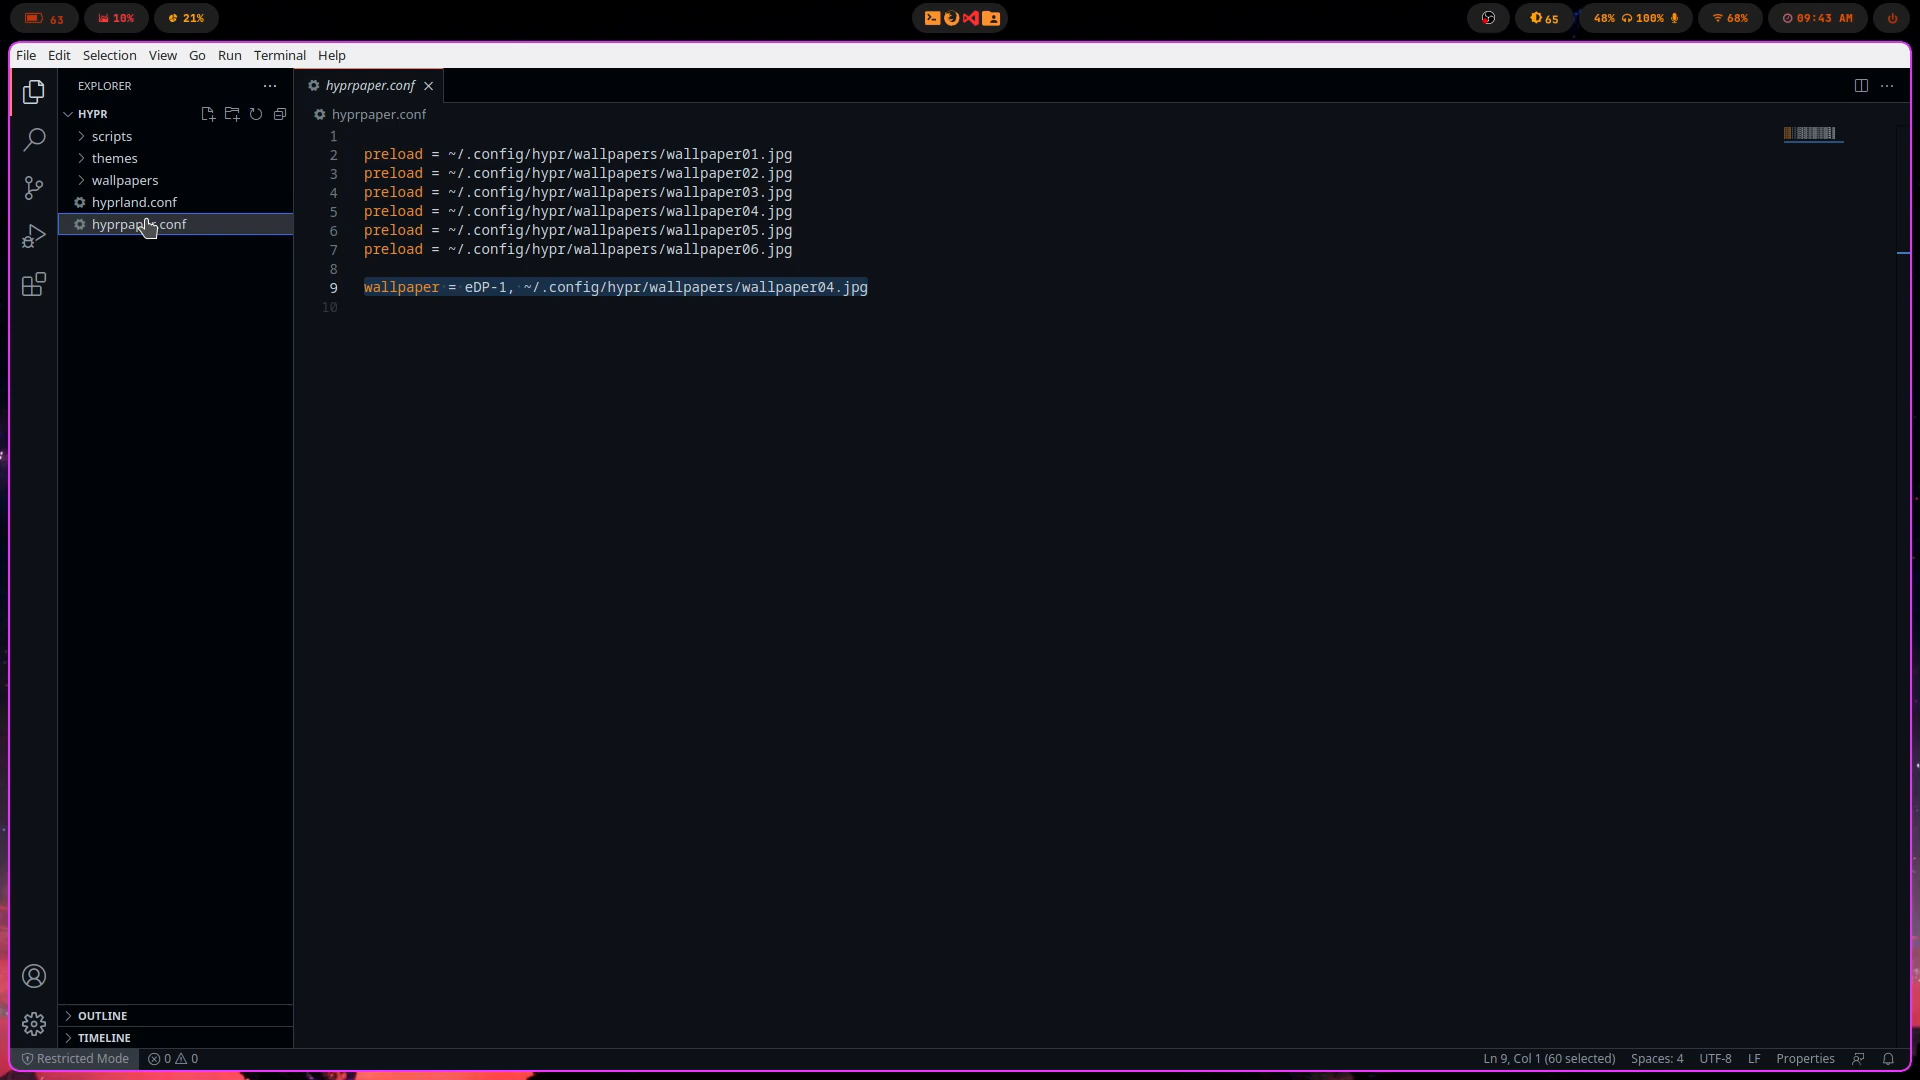 63 10% 21% 65 48% 100% 68% 09:43 AM
File Edit Selection View Go Run Terminal Help
EXPLORER
HYPR
scripts
themes
wallpapers
hyprland.conf
hyprpaper.conf
OUTLINE
TIMELINE
hyprpaper.conf
hyprpaper.conf
1
2 preload = ~/.config/hypr/wallpapers/wallpaper01.jpg
3 preload = ~/.config/hypr/wallpapers/wallpaper02.jpg
4 preload = ~/.config/hypr/wallpapers/wallpaper03.jpg
5 preload = ~/.config/hypr/wallpapers/wallpaper04.jpg
6 preload = ~/.config/hypr/wallpapers/wallpaper05.jpg
7 preload = ~/.config/hypr/wallpapers/wallpaper06.jpg
8
9 wallpaper = eDP-1, ~/.config/hypr/wallpapers/wallpaper04.jpg
10
Restricted Mode 0 0 Ln 9, Col 1 (60 selected) Spaces: 4 UTF-8 LF Properties